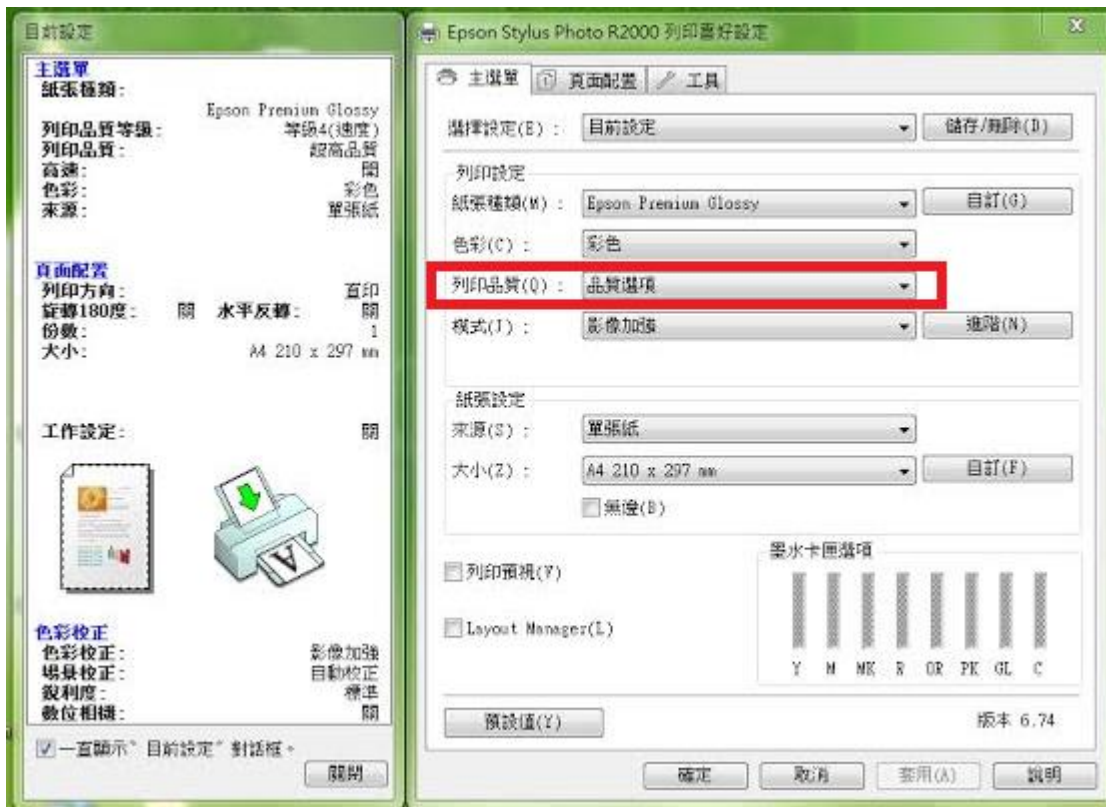 目前設定
主選單
紙張種類:
Epson Premium Glossy
列印品質等級: 等級4(速度)
列印品質: 超高品質
高速: 開
色彩: 彩色
來源: 單張紙
頁面配置
列印方向: 直印
旋轉180度: 關 水平反轉: 關
份數: 1
大小: A4 210 x 297 mm
工作設定: 關
色彩校正
色彩校正: 影像加強
場景校正: 自動校正
銳利度: 標準
數位相機: 關
一直顯示"目前設定"對話框。
關閉
Epson Stylus Photo R2000 列印喜好設定
主選單 頁面配置 工具
選擇設定(E) : 目前設定 儲存/刪除(D)
列印設定
紙張種類(M) : Epson Premium Glossy 自訂(G)
色彩(C) : 彩色
列印品質(Q) : 品質選項
模式(J) : 影像加強 進階(N)
紙張設定
來源(S) : 單張紙
大小(Z) : A4 210 x 297 mm 自訂(F)
無邊(B)
列印預視(V)
Layout Manager(L)
墨水卡匣選項
Y M MK R OR PK GL C
預設值(Y)
版本 6.74
確定 取消 套用(A) 說明